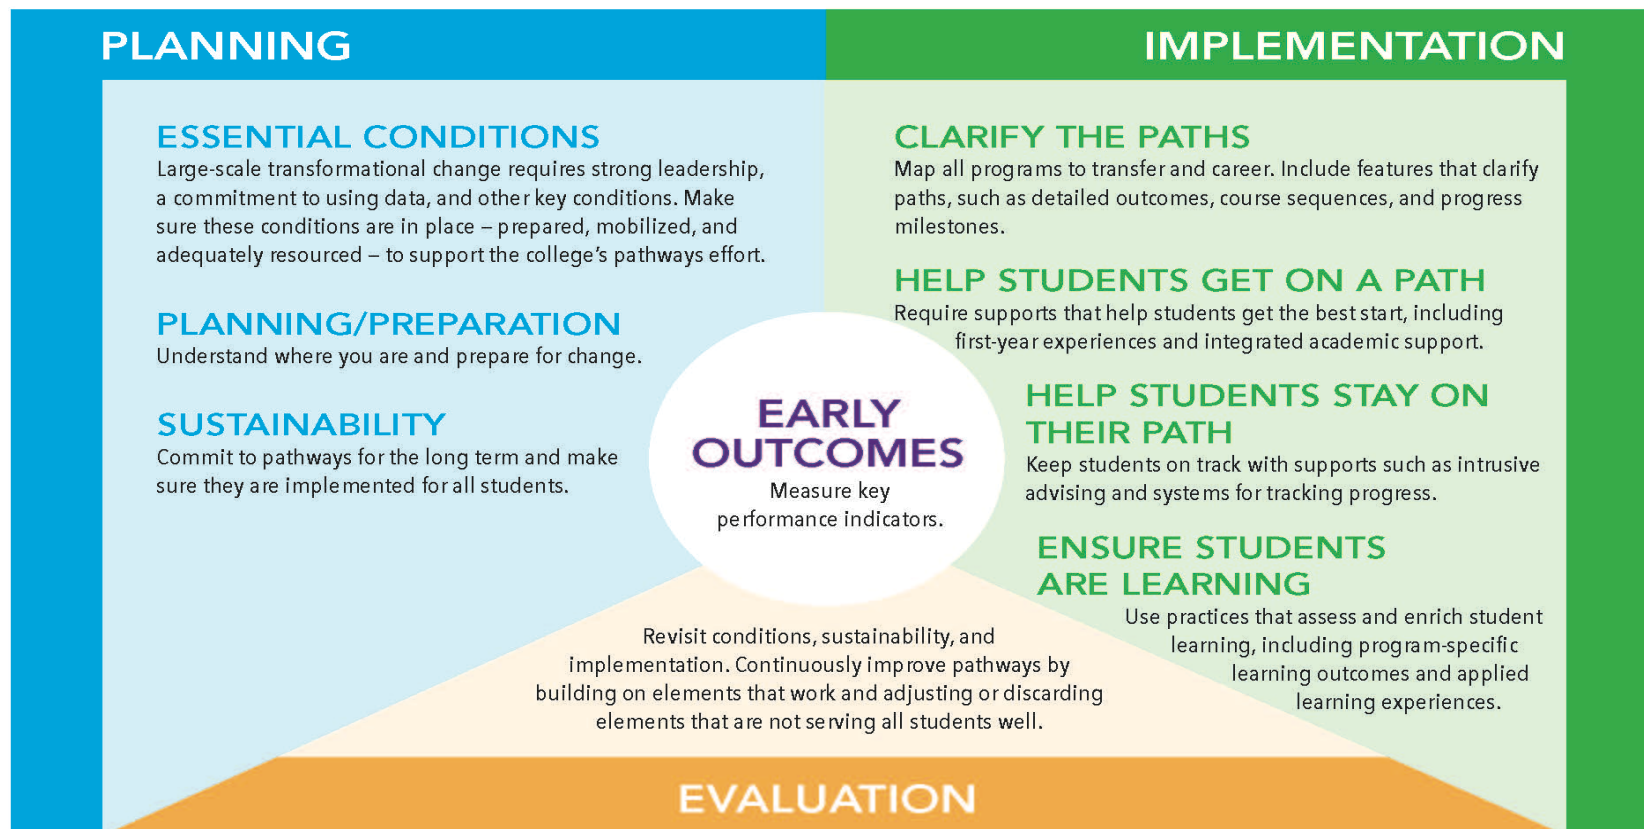 PLANNING
ESSENTIAL CONDITIONS
Large-scale transformational change requires strong leadership,
a commitment to using data, and other key conditions. Make
sure these conditions are in place – prepared, mobilized, and
adequately resourced – to support the college’s pathways effort.
PLANNING/PREPARATION
Understand where you are and prepare for change.
SUSTAINABILITY
Commit to pathways for the long term and make
sure they are implemented for all students.
IMPLEMENTATION
CLARIFY THE PATHS
Map all programs to transfer and career. Include features that clarify
paths, such as detailed outcomes, course sequences, and progress
milestones.
HELP STUDENTS GET ON A PATH
Require supports that help students get the best start, including
first-year experiences and integrated academic support.
HELP STUDENTS STAY ON
THEIR PATH
Keep students on track with supports such as intrusive
advising and systems for tracking progress.
ENSURE STUDENTS
ARE LEARNING
Use practices that assess and enrich student
learning, including program-specific
learning outcomes and applied
learning experiences.
EARLY
OUTCOMES
Measure key
performance indicators.
Revisit conditions, sustainability, and
implementation. Continuously improve pathways by
building on elements that work and adjusting or discarding
elements that are not serving all students well.
EVALUATION